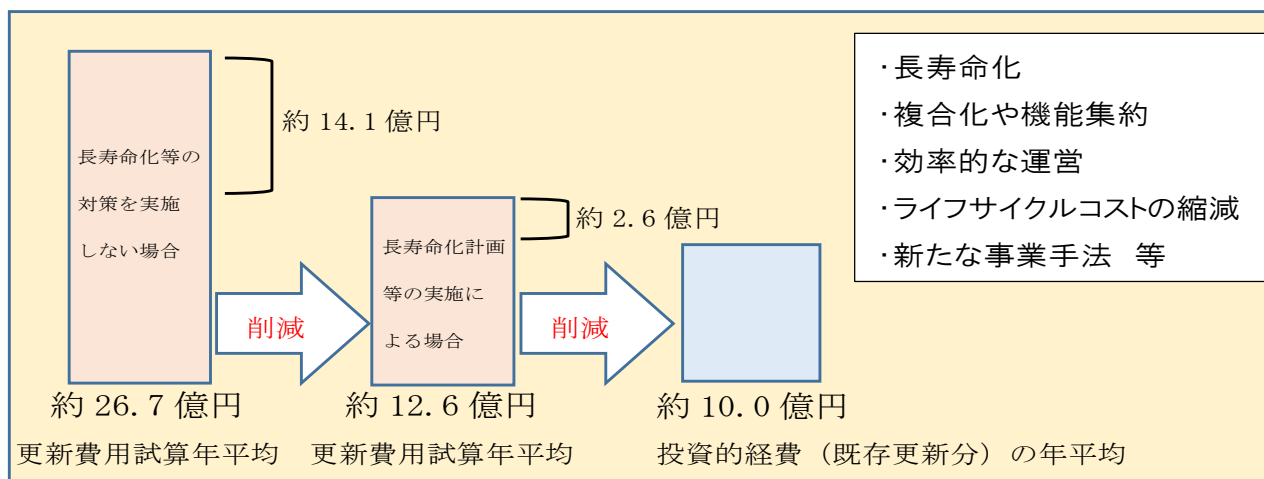 約 14.1 億円
長寿命化等の
対策を実施
しない場合
約 2.6 億円
長寿命化計画
等の実施に
よる場合
削減
削減
約 26.7 億円
約 12.6 億円
約 10.0 億円
更新費用試算年平均
更新費用試算年平均
投資的経費（既存更新分）の年平均
・長寿命化
・複合化や機能集約
・効率的な運営
・ライフサイクルコストの縮減
・新たな事業手法　等